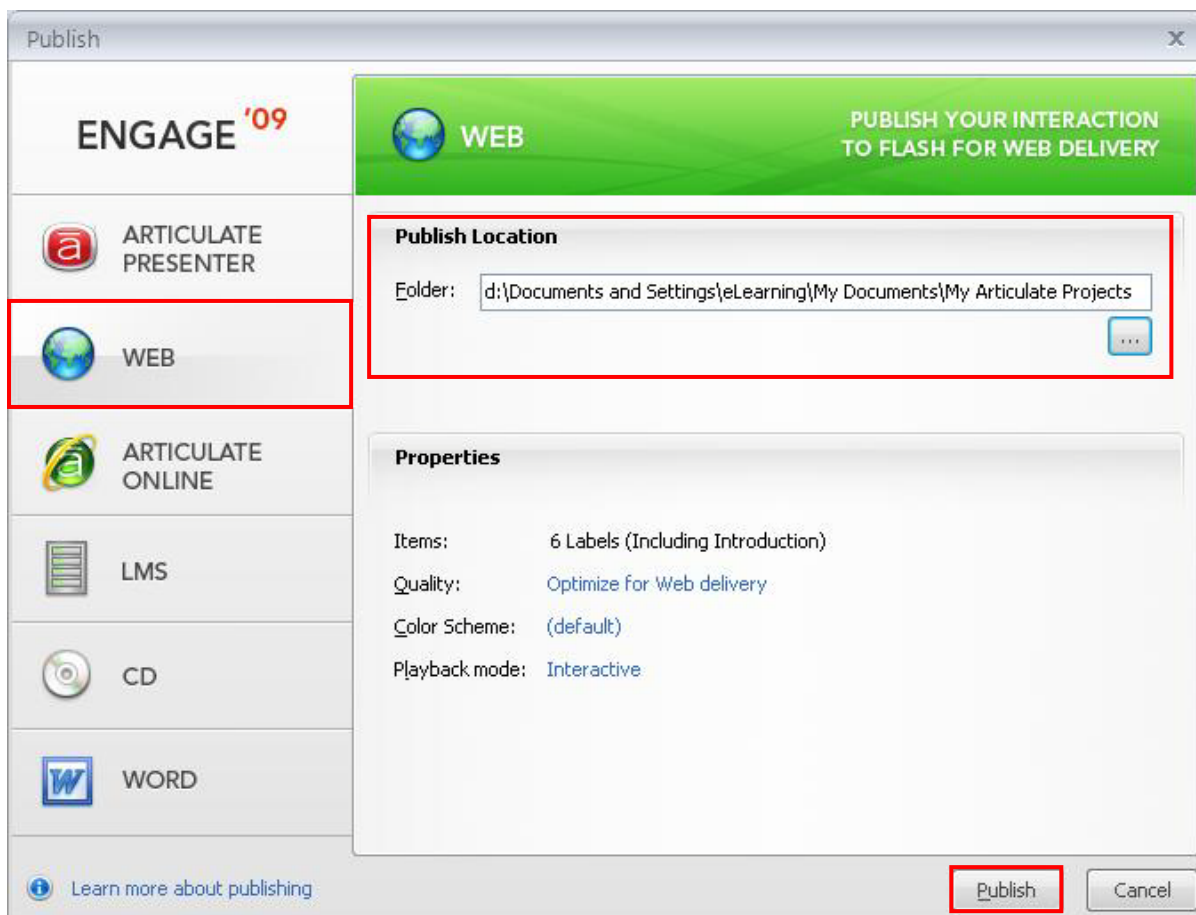 Publish
x
ENGAGE '09
ARTICULATE
PRESENTER
WEB
ARTICULATE
ONLINE
LMS
CD
WORD
WEB
PUBLISH YOUR INTERACTION
TO FLASH FOR WEB DELIVERY
Publish Location
Folder: d:\Documents and Settings\eLearning\My Documents\My Articulate Projects
...
Properties
Items: 6 Labels (Including Introduction)
Quality: Optimize for Web delivery
Color Scheme: (default)
Playback mode: Interactive
Learn more about publishing
Publish Cancel